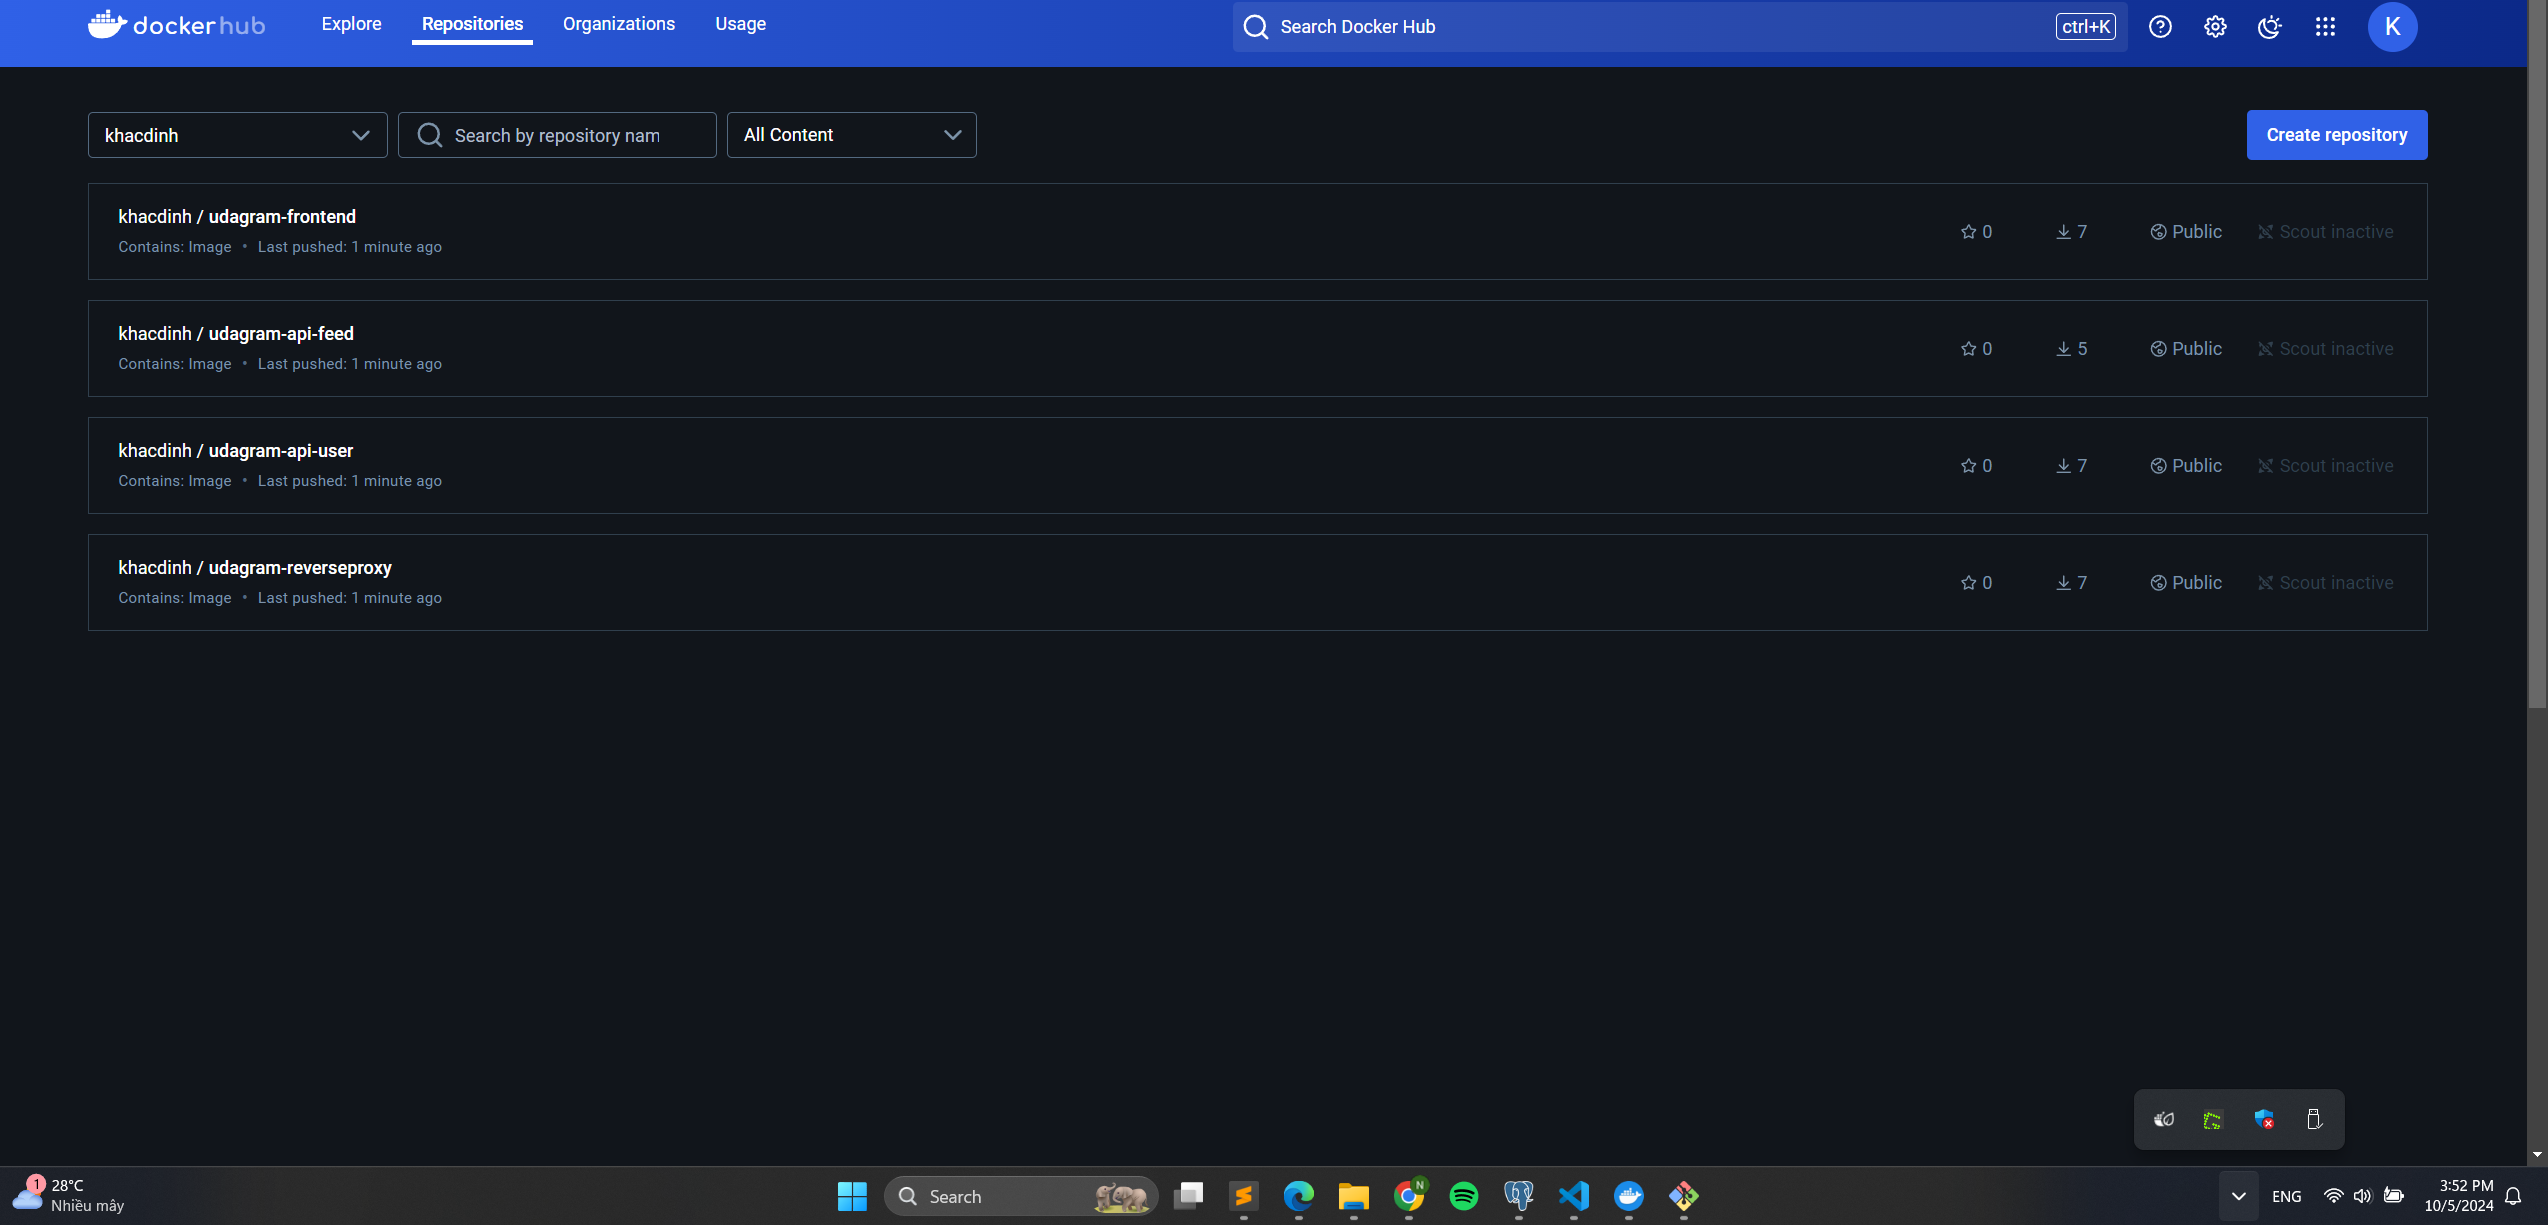 dockerhub
Explore Repositories Organizations Usage
Search Docker Hub ctrl+K
K
khacdinh
Search by repository nam
All Content
Create repository
khacdinh / udagram-frontend
Contains: Image • Last pushed: 1 minute ago
0 7 Public Scout inactive
khacdinh / udagram-api-feed
Contains: Image • Last pushed: 1 minute ago
0 5 Public Scout inactive
khacdinh / udagram-api-user
Contains: Image • Last pushed: 1 minute ago
0 7 Public Scout inactive
khacdinh / udagram-reverseproxy
Contains: Image • Last pushed: 1 minute ago
0 7 Public Scout inactive
1
28°C
Nhiều mây
Search
N
ENG
3:52 PM
10/5/2024